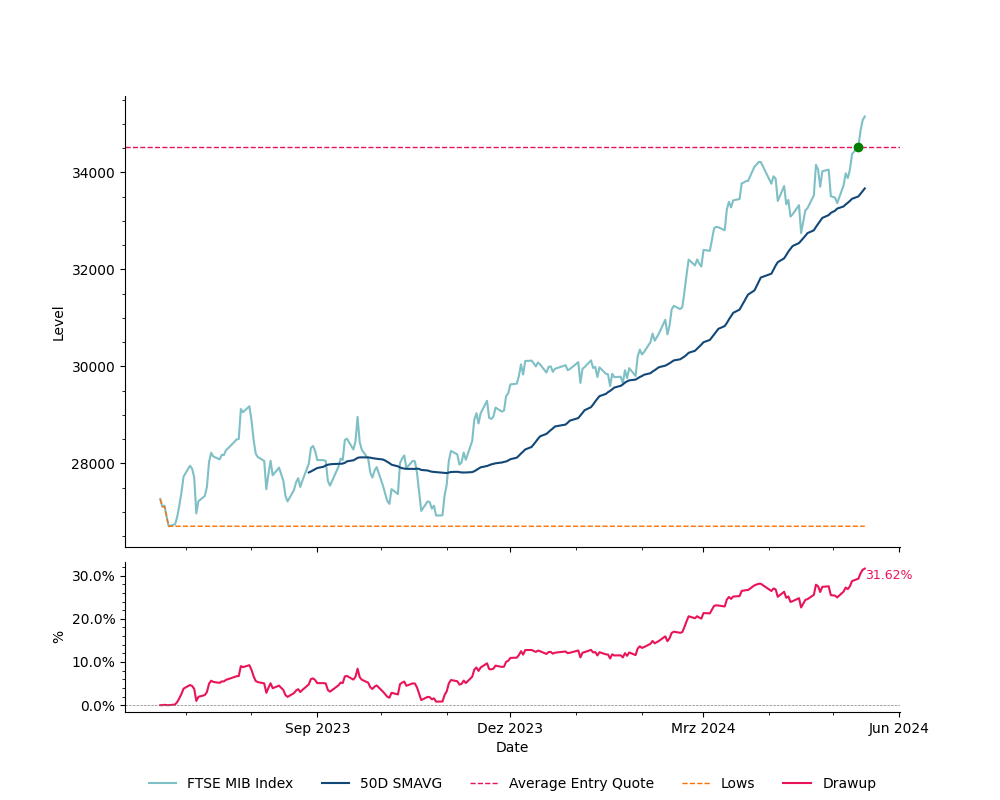 34000
32000
30000
28000
Level
30.0%
20.0%
10.0%
0.0%
%
31.62%
Sep 2023 Dez 2023 Mrz 2024 Jun 2024
Date
FTSE MIB Index 50D SMAVG Average Entry Quote Lows Drawup